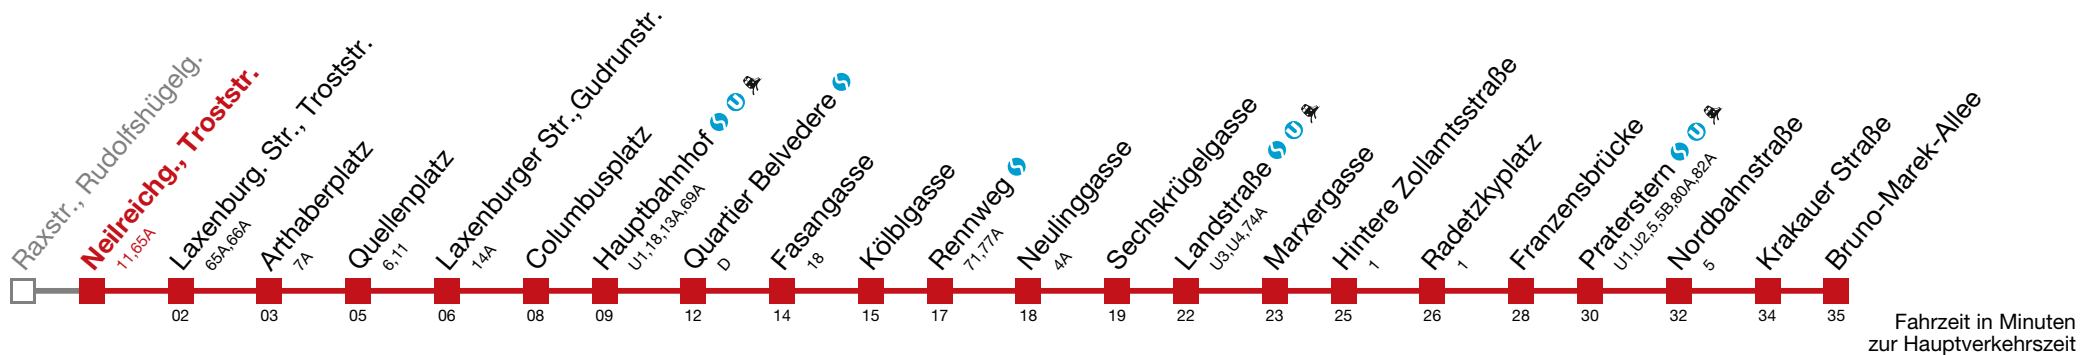 Raxstr., Rudolfshügelg.
Neilreichg., Troststr.
11,65A
Laxenburg. Str., Troststr.
65A,66A
02
Arthaberplatz
7A
03
Quellenplatz
6,11
05
Laxenburger Str.,Gudrunstr.
14A
06
Columbusplatz
08
Hauptbahnhof S U
U1,18,13A,69A
09
Quartier Belvedere S
D
12
Fasangasse
18
14
Kölblgasse
15
Rennweg S
71,77A
17
Neulinggasse
4A
18
Sechskrügelgasse
19
Landstraße S U
U3,U4,74A
22
Marxergasse
23
Hintere Zollamtsstraße
1
25
Radetzkyplatz
1
26
Franzensbrücke
28
Praterstern S U
U1,U2,5,5B,80A,82A
30
Nordbahnstraße
5
32
Krakauer Straße
34
Bruno-Marek-Allee
35
Fahrzeit in Minuten
zur Hauptverkehrszeit